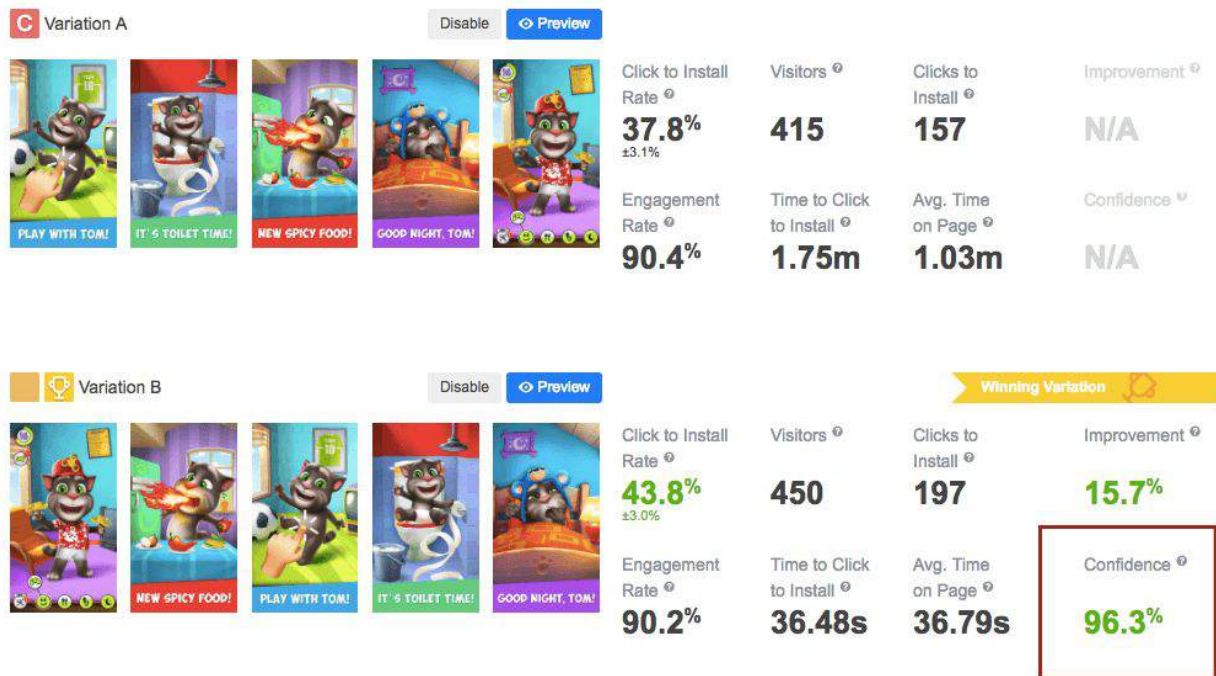 C Variation A
Disable
Preview
PLAY WITH TOM!
IT'S TOILET TIME!
NEW SPICY FOOD!
GOOD NIGHT, TOM!
Click to Install
Rate
37.8%
±3.1%
Visitors
415
Clicks to
Install
157
Improvement
N/A
Engagement
Rate
90.4%
Time to Click
to Install
1.75m
Avg. Time
on Page
1.03m
Confidence
N/A
Variation B
Disable
Preview
Winning Variation
NEW SPICY FOOD!
PLAY WITH TOM!
IT'S TOILET TIME!
GOOD NIGHT, TOM!
Click to Install
Rate
43.8%
±3.0%
Visitors
450
Clicks to
Install
197
Improvement
15.7%
Engagement
Rate
90.2%
Time to Click
to Install
36.48s
Avg. Time
on Page
36.79s
Confidence
96.3%